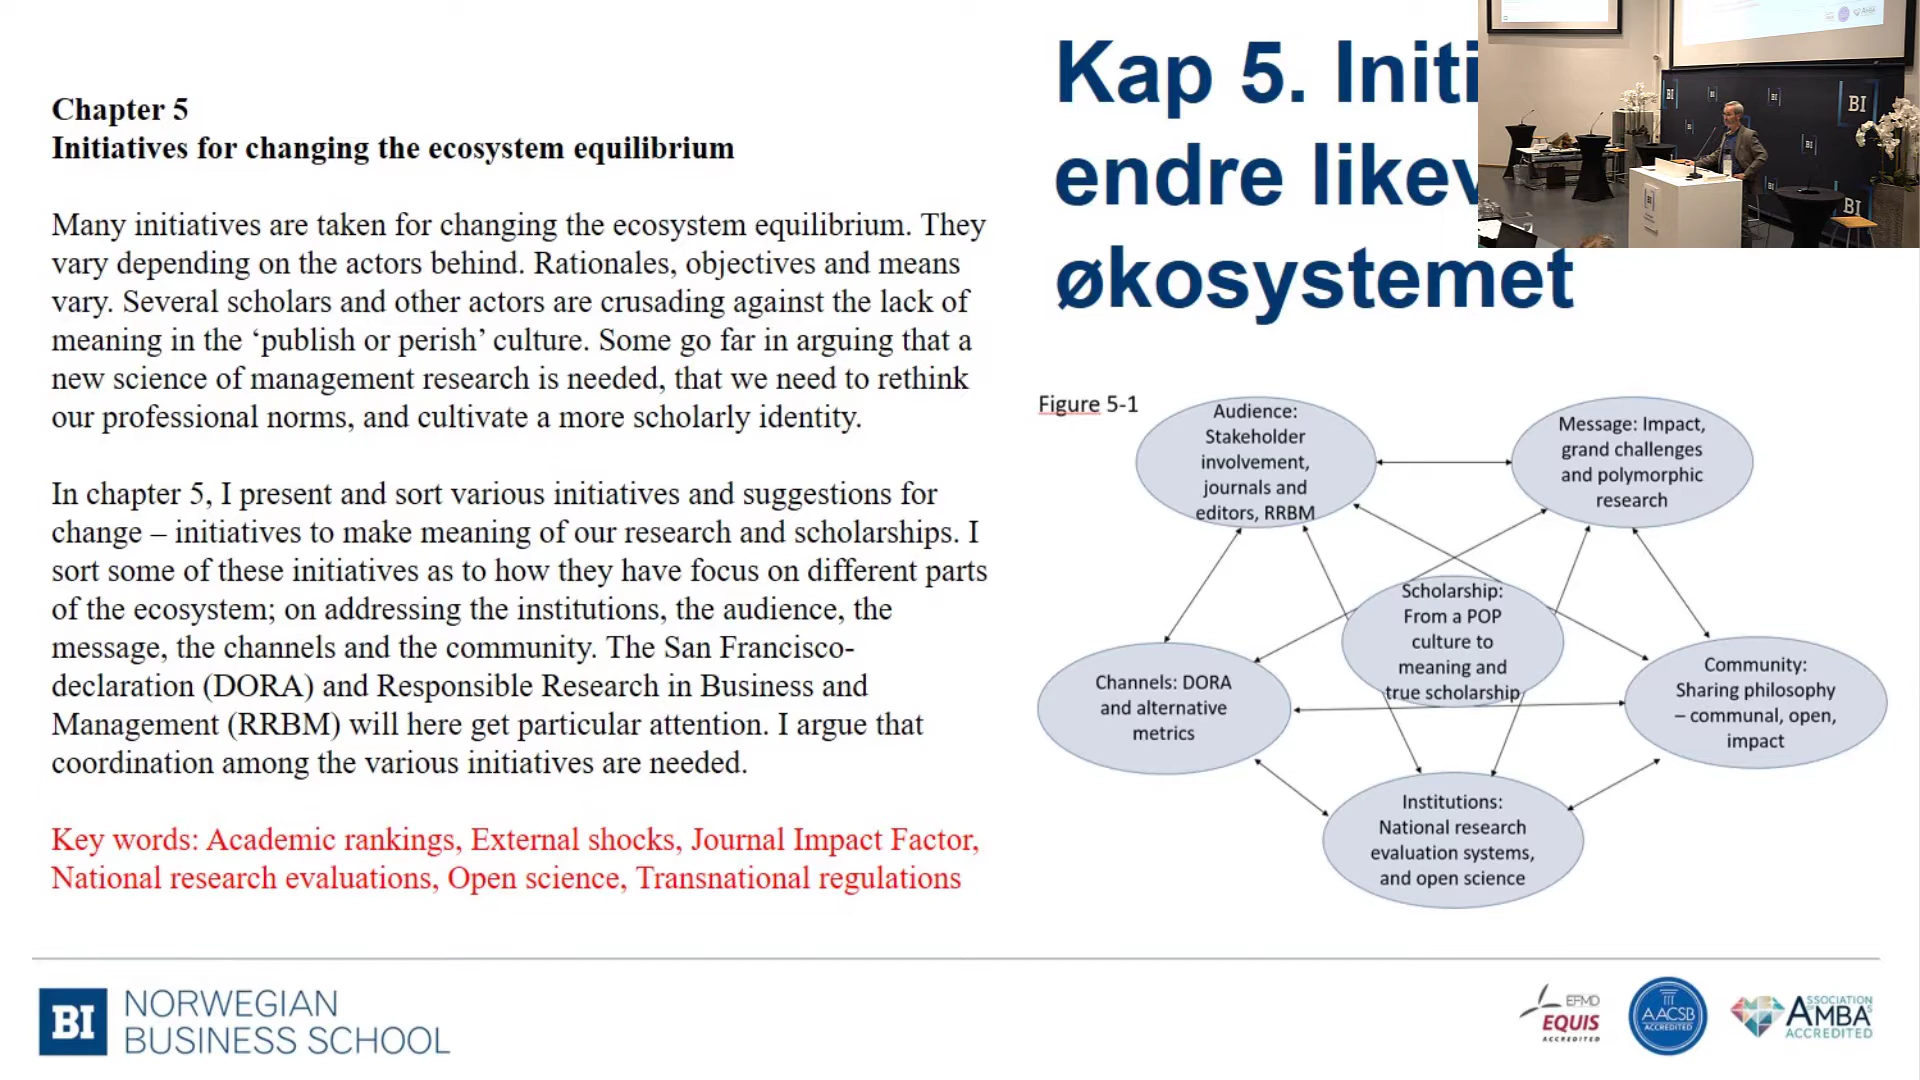 Chapter 5
Initiatives for changing the ecosystem equilibrium
Many initiatives are taken for changing the ecosystem equilibrium. They
vary depending on the actors behind. Rationales, objectives and means
vary. Several scholars and other actors are crusading against the lack of
meaning in the ‘publish or perish’ culture. Some go far in arguing that a
new science of management research is needed, that we need to rethink
our professional norms, and cultivate a more scholarly identity.
In chapter 5, I present and sort various initiatives and suggestions for
change – initiatives to make meaning of our research and scholarships. I
sort some of these initiatives as to how they have focus on different parts
of the ecosystem; on addressing the institutions, the audience, the
message, the channels and the community. The San Francisco-
declaration (DORA) and Responsible Research in Business and
Management (RRBM) will here get particular attention. I argue that
coordination among the various initiatives are needed.
Key words: Academic rankings, External shocks, Journal Impact Factor,
National research evaluations, Open science, Transnational regulations
Kap 5. Initi
endre likev
økosystemet
Figure 5-1
Audience:
Stakeholder
involvement,
journals and
editors, RRBM
Message: Impact,
grand challenges
and polymorphic
research
Scholarship:
From a POP
culture to
meaning and
true scholarship
Channels: DORA
and alternative
metrics
Community:
Sharing philosophy
– communal, open,
impact
Institutions:
National research
evaluation systems,
and open science
BI
BI
BI
NORWEGIAN
BUSINESS SCHOOL
EFMD
EQUIS
ACCREDITED
AACSB
ACCREDITED
ASSOCIATION
AMBA
ACCREDITED